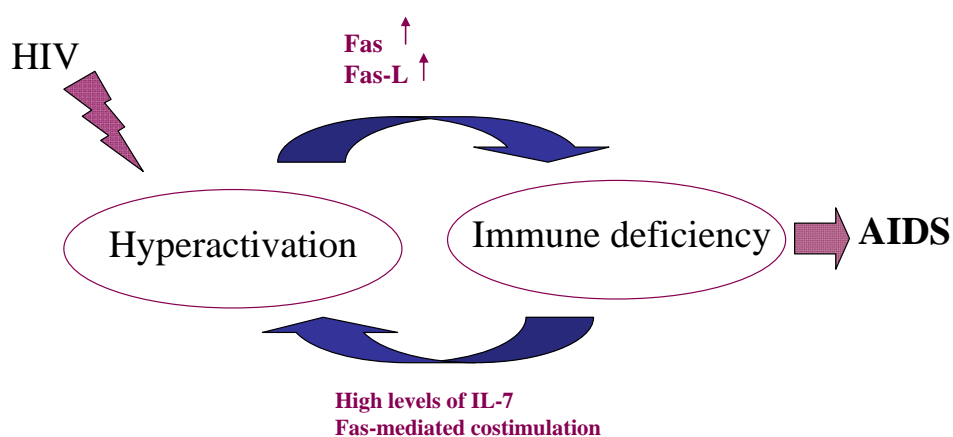 HIV
Fas ↑
Fas-L ↑
Hyperactivation
Immune deficiency
AIDS
High levels of IL-7
Fas-mediated costimulation